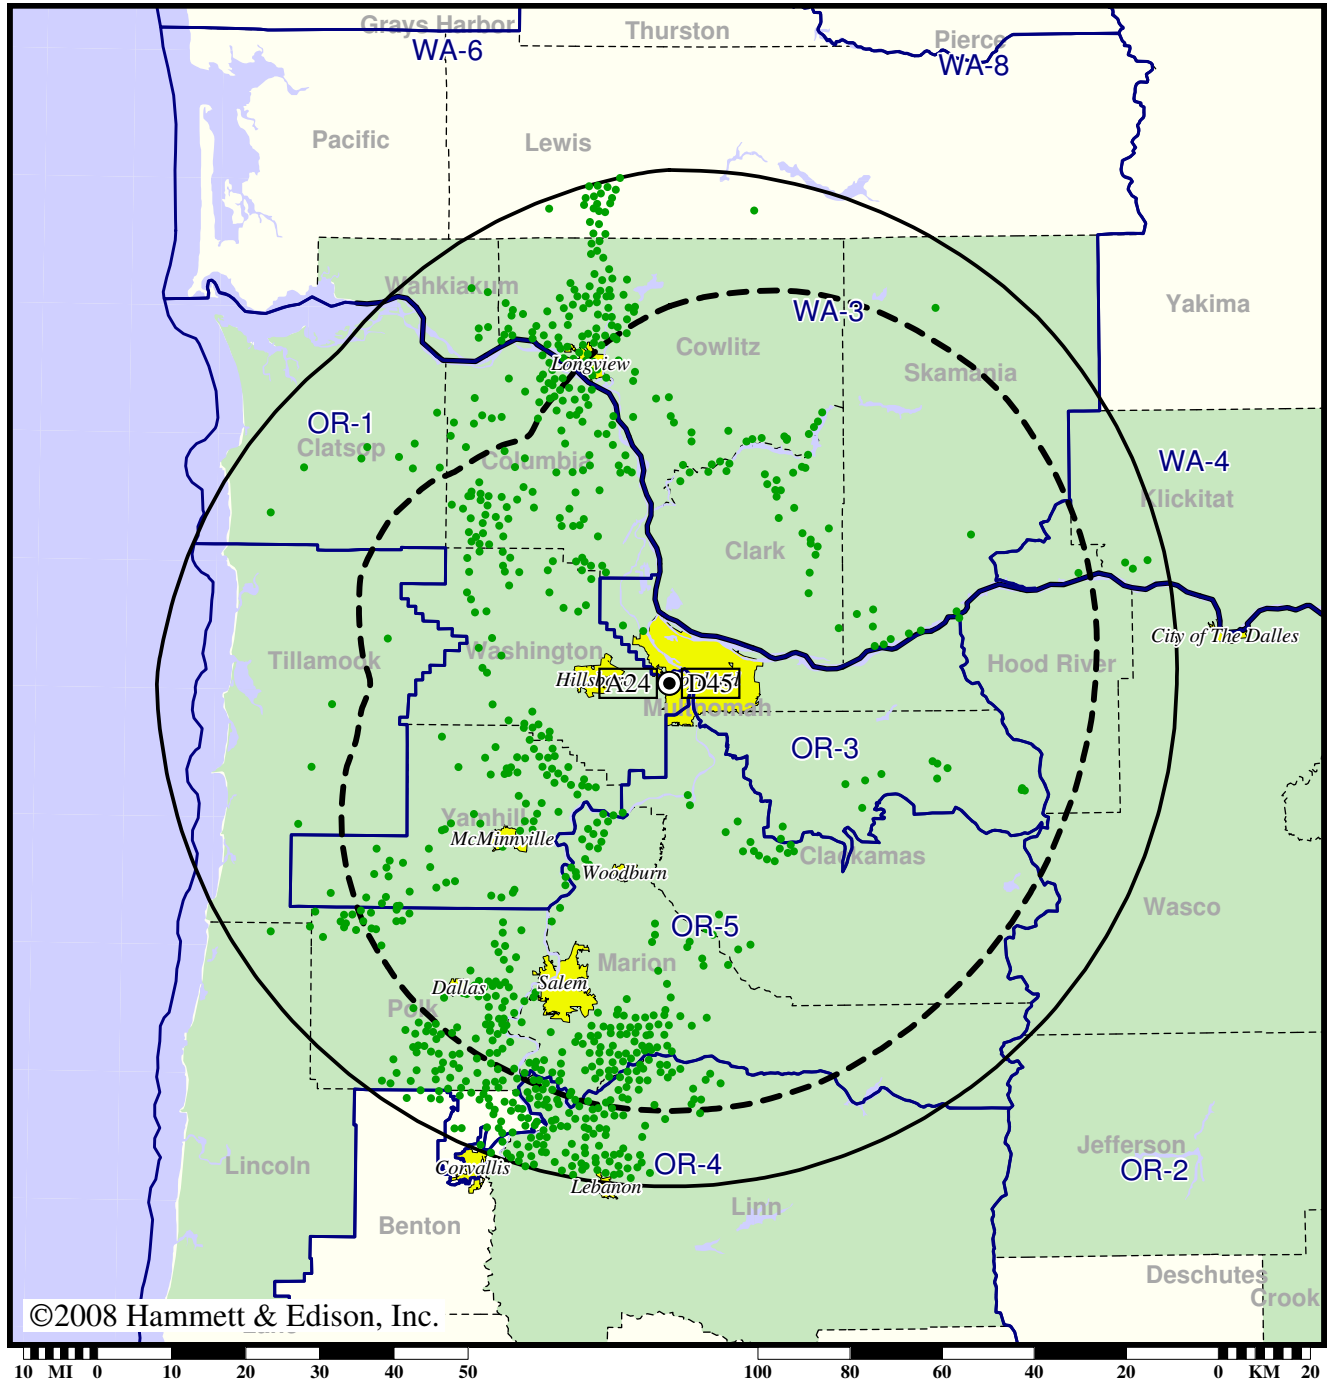 Grays Harbor
Thurston
WA-6
Pierce
WA-8
Pacific
Lewis
Wahkiakum
Yakima
WA-3
Cowlitz
Longview
Skamania
OR-1
Clatsop
Columbia
WA-4
Klickitat
Clark
City of The Dalles
Washington
Tillamook
Hood River
A24
D45
Multnomah
OR-3
Yamhill
McMinnville
Clackamas
Woodburn
Wasco
OR-5
Marion
Dallas
Salem
Polk
Jefferson
OR-2
OR-4
Lincoln
Corvallis
Lebanon
Linn
Benton
Deschutes
Crook
©2008 Hammett & Edison, Inc.
10 MI 0 10 20 30 40 50 100 80 60 40 20 0 KM 20